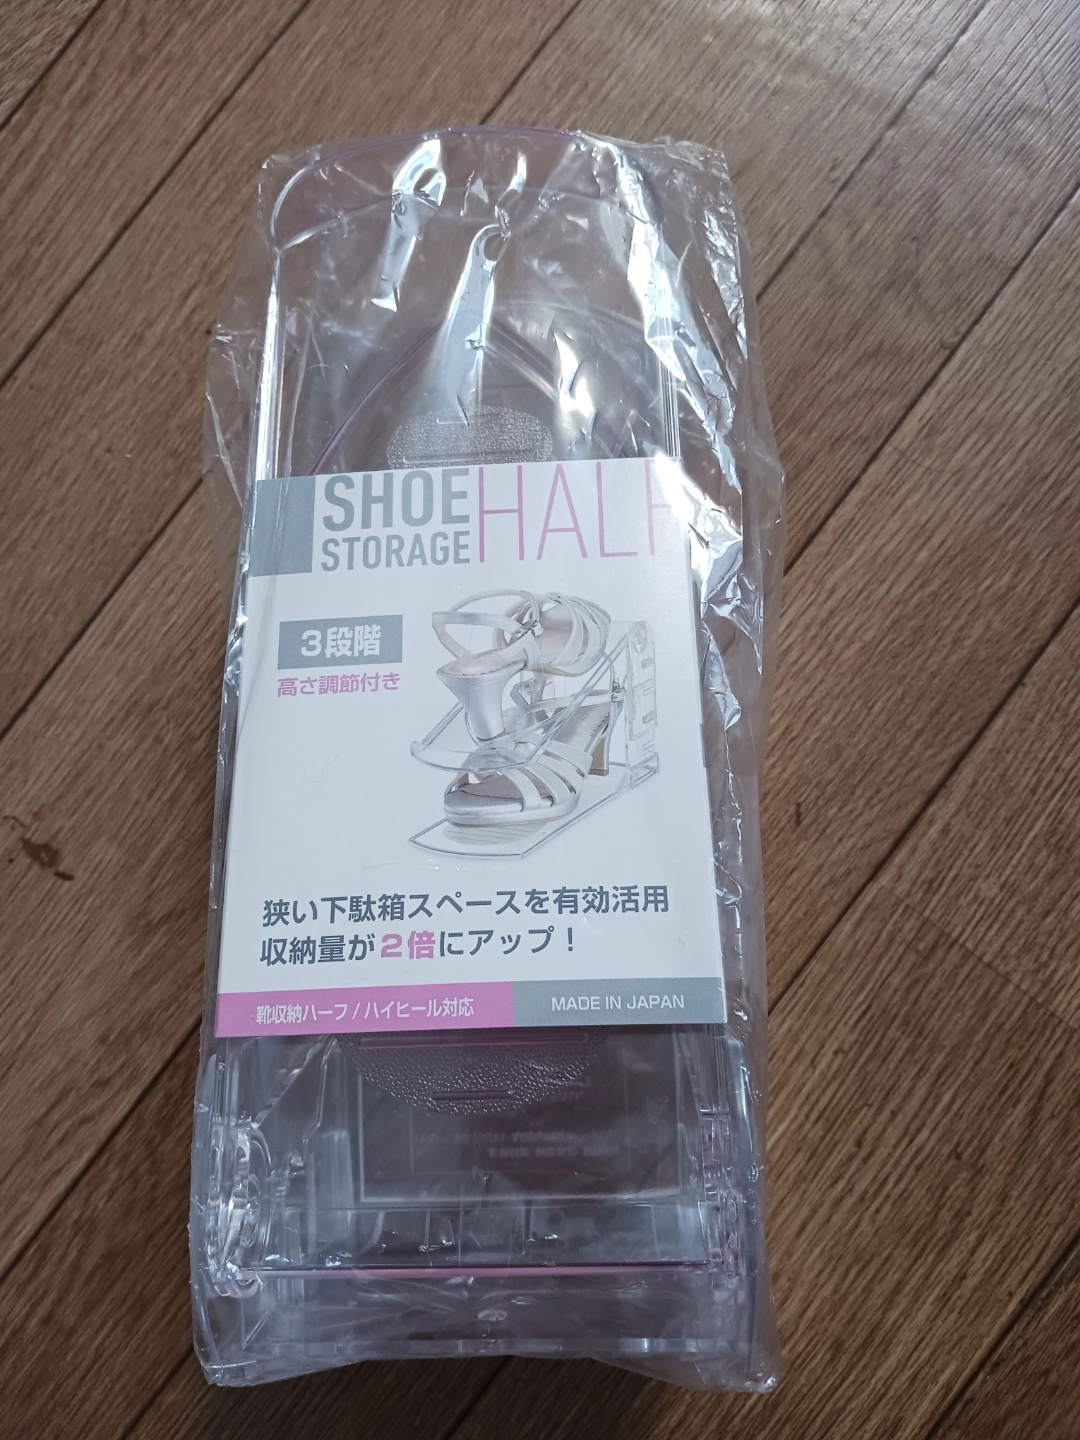 SHOE
STORAGE
HALF
3段階
高さ調節付き
狭い下駄箱スペースを有効活用
収納量が2倍にアップ!
靴収納ハーフ/ハイヒール対応
MADE IN JAPAN